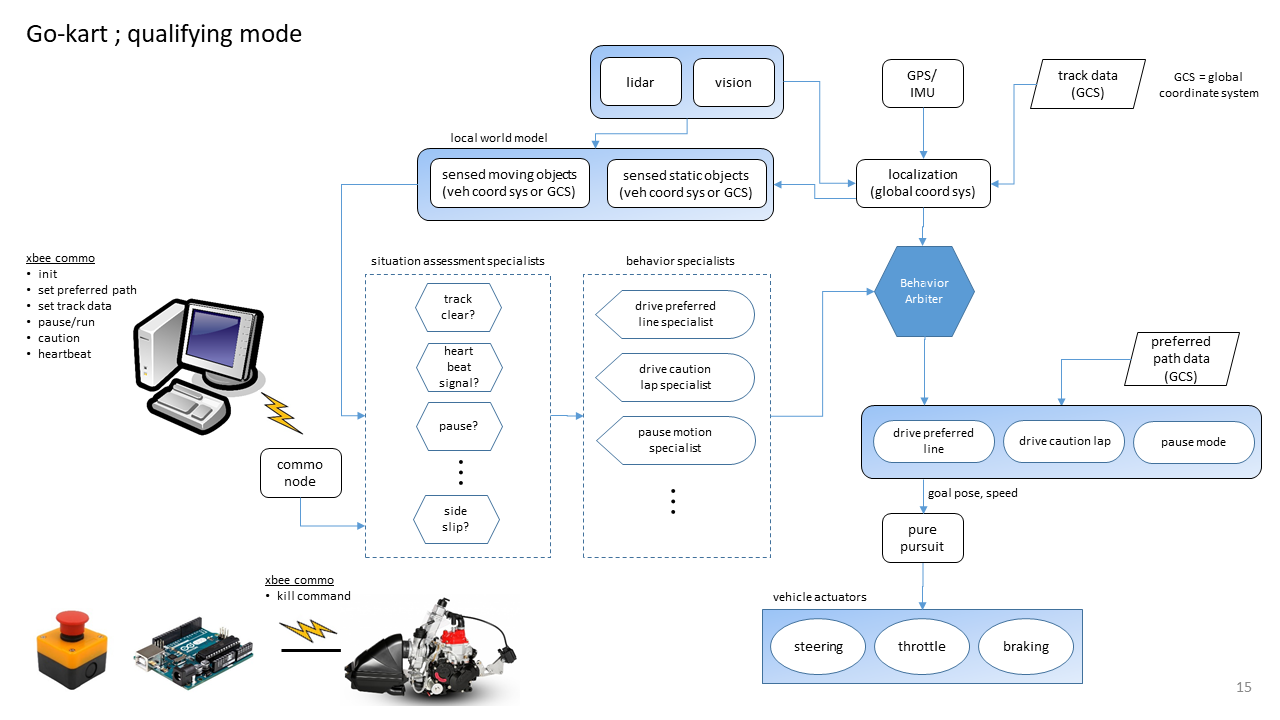 Go-kart ; qualifying mode
lidar
vision
GPS/
IMU
track data
(GCS)
GCS = global
coordinate system
local world model
sensed moving objects
(veh coord sys or GCS)
sensed static objects
(veh coord sys or GCS)
localization
(global coord sys)
xbee commo
• init
• set preferred path
• set track data
• pause/run
• caution
• heartbeat
situation assessment specialists
track
clear?
heart
beat
signal?
pause?
side
slip?
behavior specialists
drive preferred
line specialist
drive caution
lap specialist
pause motion
specialist
Behavior
Arbiter
preferred
path data
(GCS)
drive preferred
line
drive caution lap
pause mode
commo
node
goal pose, speed
pure
pursuit
xbee commo
• kill command
vehicle actuators
steering
throttle
braking
15